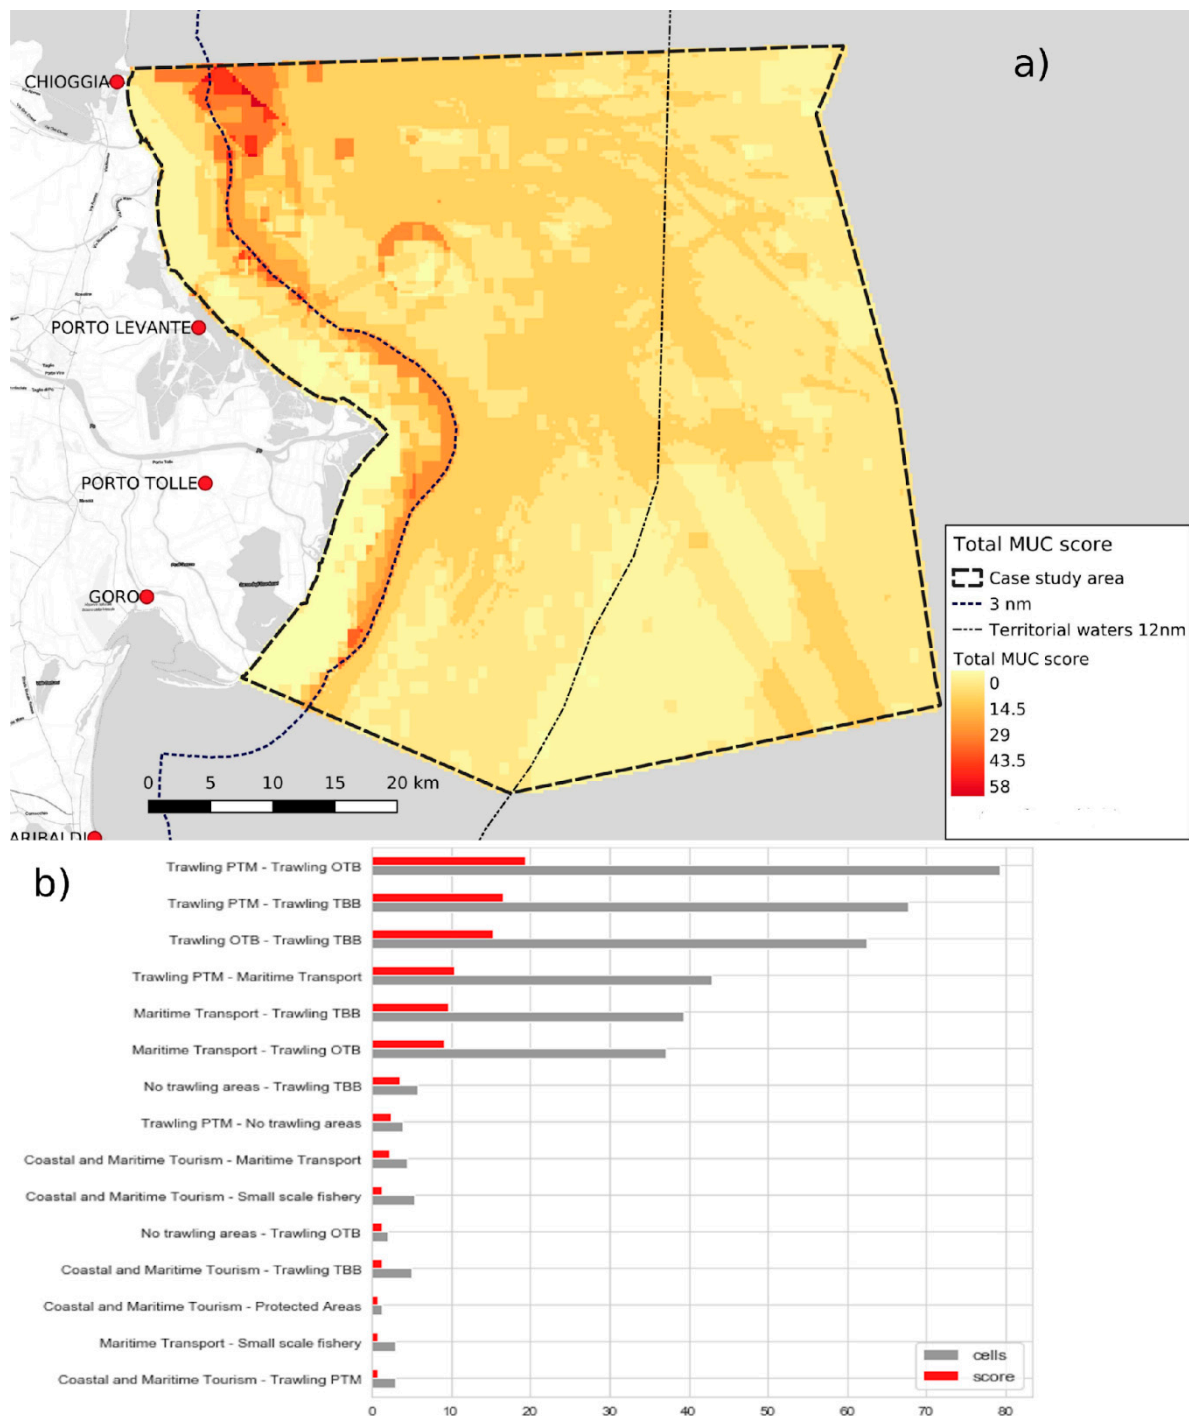 a)
CHIOGGIA
PORTO LEVANTE
PORTO TOLLE
Porto Tolle
GORO
ARIBALDI
0 5 10 15 20 km
Total MUC score
Case study area
3 nm
Territorial waters 12nm
Total MUC score
0
14.5
29
43.5
58
b)
Trawling PTM - Trawling OTB
Trawling PTM - Trawling TBB
Trawling OTB - Trawling TBB
Trawling PTM - Maritime Transport
Maritime Transport - Trawling TBB
Maritime Transport - Trawling OTB
No trawling areas - Trawling TBB
Trawling PTM - No trawling areas
Coastal and Maritime Tourism - Maritime Transport
Coastal and Maritime Tourism - Small scale fishery
No trawling areas - Trawling OTB
Coastal and Maritime Tourism - Trawling TBB
Coastal and Maritime Tourism - Protected Areas
Maritime Transport - Small scale fishery
Coastal and Maritime Tourism - Trawling PTM
cells
score
0 10 20 30 40 50 60 70 80